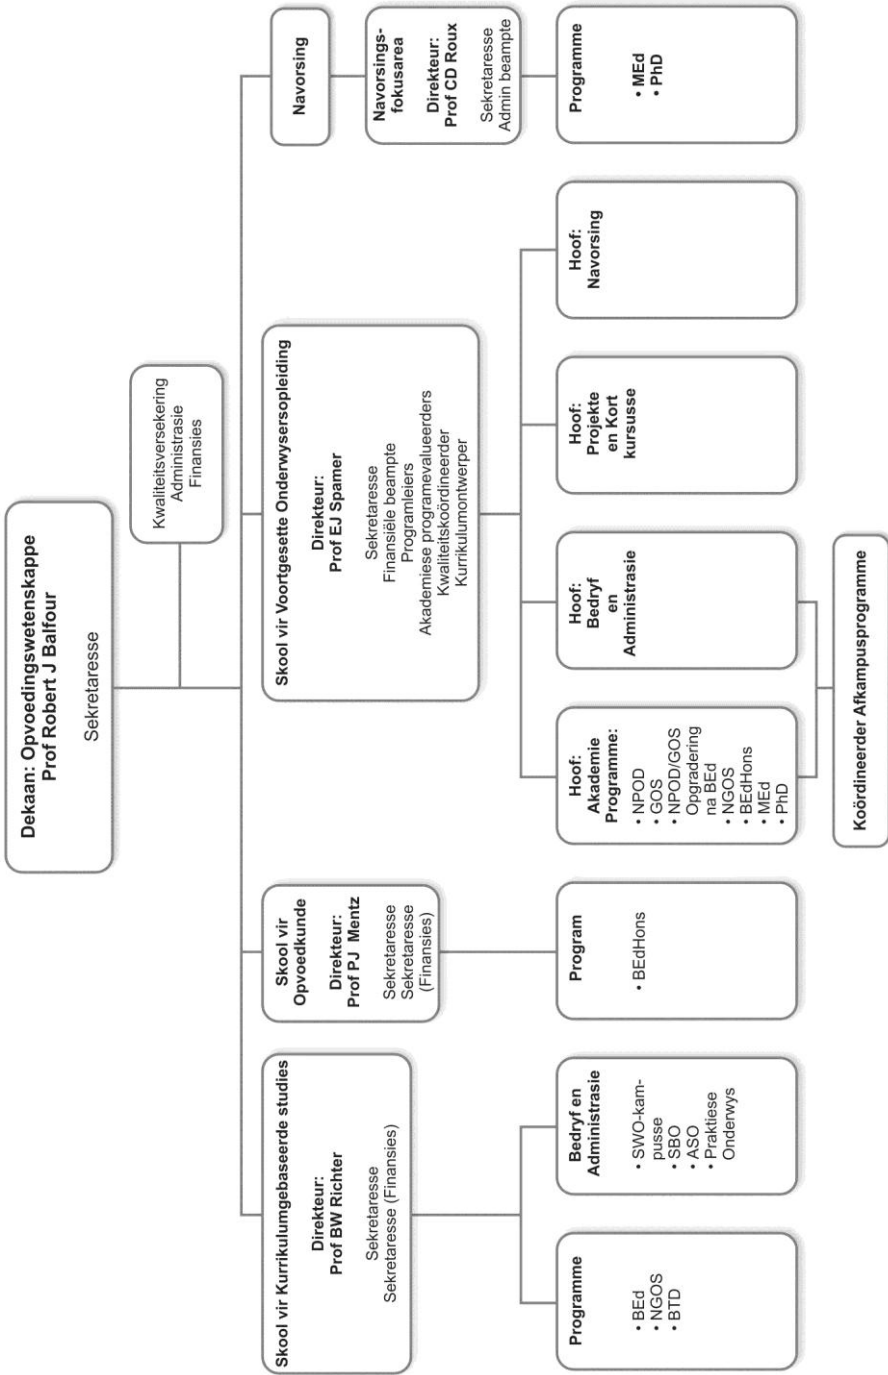 Dekaan: Opvoedingswetenskappe
Prof Robert J Balfour
Sekretaresse
Kwaliteitsversekering
Administrasie
Finansies
Skool vir Kurrikulumgebaseerde studies
Direkteur:
Prof BW Richter
Sekretaresse
Sekretaresse (Finansies)
Programme
• BEd
• NGOS
• BTD
Bedryf en
Administrasie
• SWO-kam-
pusse
• SBO
• ASO
• Praktiese
Onderwys
Skool vir
Opvoedkunde
Direkteur:
Prof PJ Mentz
Sekretaresse
Sekretaresse
(Finansies)
Program
• BEdHons
Skool vir Voortgesette Onderwysersopleiding
Direkteur:
Prof EJ Spamer
Sekretaresse
Finansiële beampte
Programleiers
Akademiese programevalueerders
Kwaliteitskoördineerder
Kurrikulumontwerper
Hoof:
Akademie
Programme:
• NPOD
• GOS
• NPOD/GOS
Opgradering
na BEd
• NGOS
• BEdHons
• MEd
• PhD
Hoof:
Bedryf
en
Administrasie
Koördineerder Afkampusprogramme
Hoof:
Projekte
en Kort
kursusse
Hoof:
Navorsing
Navorsing
Navorsings-
fokusarea
Direkteur:
Prof CD Roux
Sekretaresse
Admin beampte
Programme
• MEd
• PhD